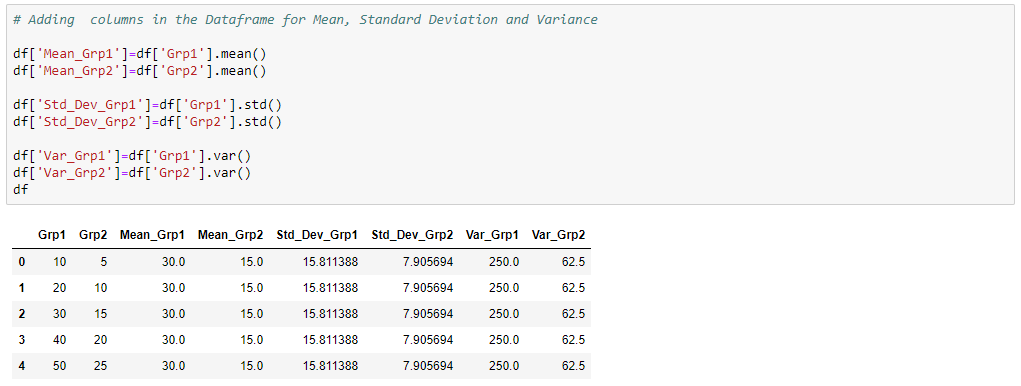 # Adding  columns in the Dataframe for Mean, Standard Deviation and Variance
df['Mean_Grp1']=df['Grp1'].mean()
df['Mean_Grp2']=df['Grp2'].mean()
df['Std_Dev_Grp1']=df['Grp1'].std()
df['Std_Dev_Grp2']=df['Grp2'].std()
df['Var_Grp1']=df['Grp1'].var()
df['Var_Grp2']=df['Grp2'].var()
df
Grp1 Grp2 Mean_Grp1 Mean_Grp2 Std_Dev_Grp1 Std_Dev_Grp2 Var_Grp1 Var_Grp2
0 10 5 30.0 15.0 15.811388 7.905694 250.0 62.5
1 20 10 30.0 15.0 15.811388 7.905694 250.0 62.5
2 30 15 30.0 15.0 15.811388 7.905694 250.0 62.5
3 40 20 30.0 15.0 15.811388 7.905694 250.0 62.5
4 50 25 30.0 15.0 15.811388 7.905694 250.0 62.5